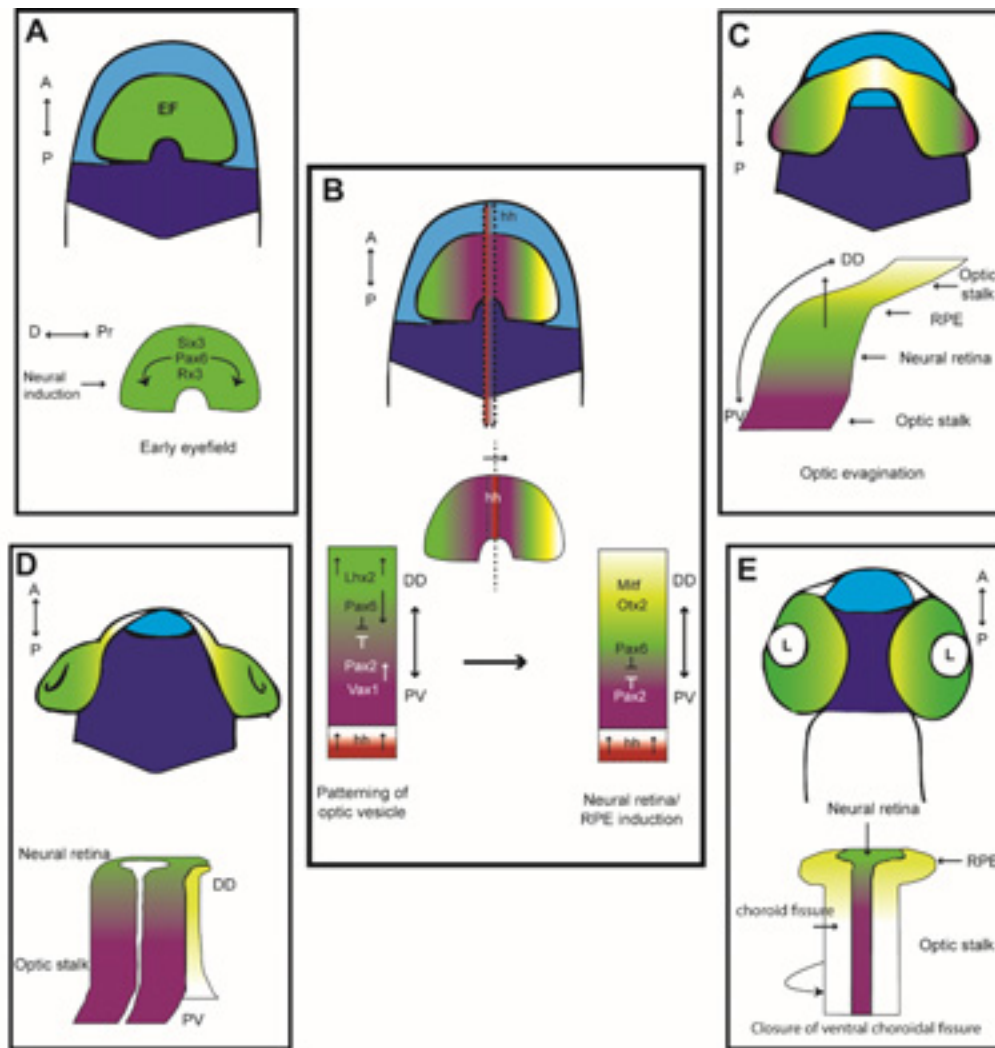 A
A
P
EF
D
Pr
Six3
Pax6
Rx3
Neural
induction
Early eyefield
B
A
P
hh
hh
Lhx2
Pax6
Pax2
Vax1
hh
DD
PV
Patterning of
optic vesicle
Mitf
Otx2
Pax6
Pax2
hh
DD
PV
Neural retina/
RPE induction
C
A
P
DD
PV
Optic
stalk
RPE
Neural retina
Optic stalk
Optic evagination
D
A
P
Neural retina
DD
Optic stalk
PV
E
A
P
L
L
Neural retina
RPE
choroid fissure
Optic stalk
Closure of ventral choroidal fissure